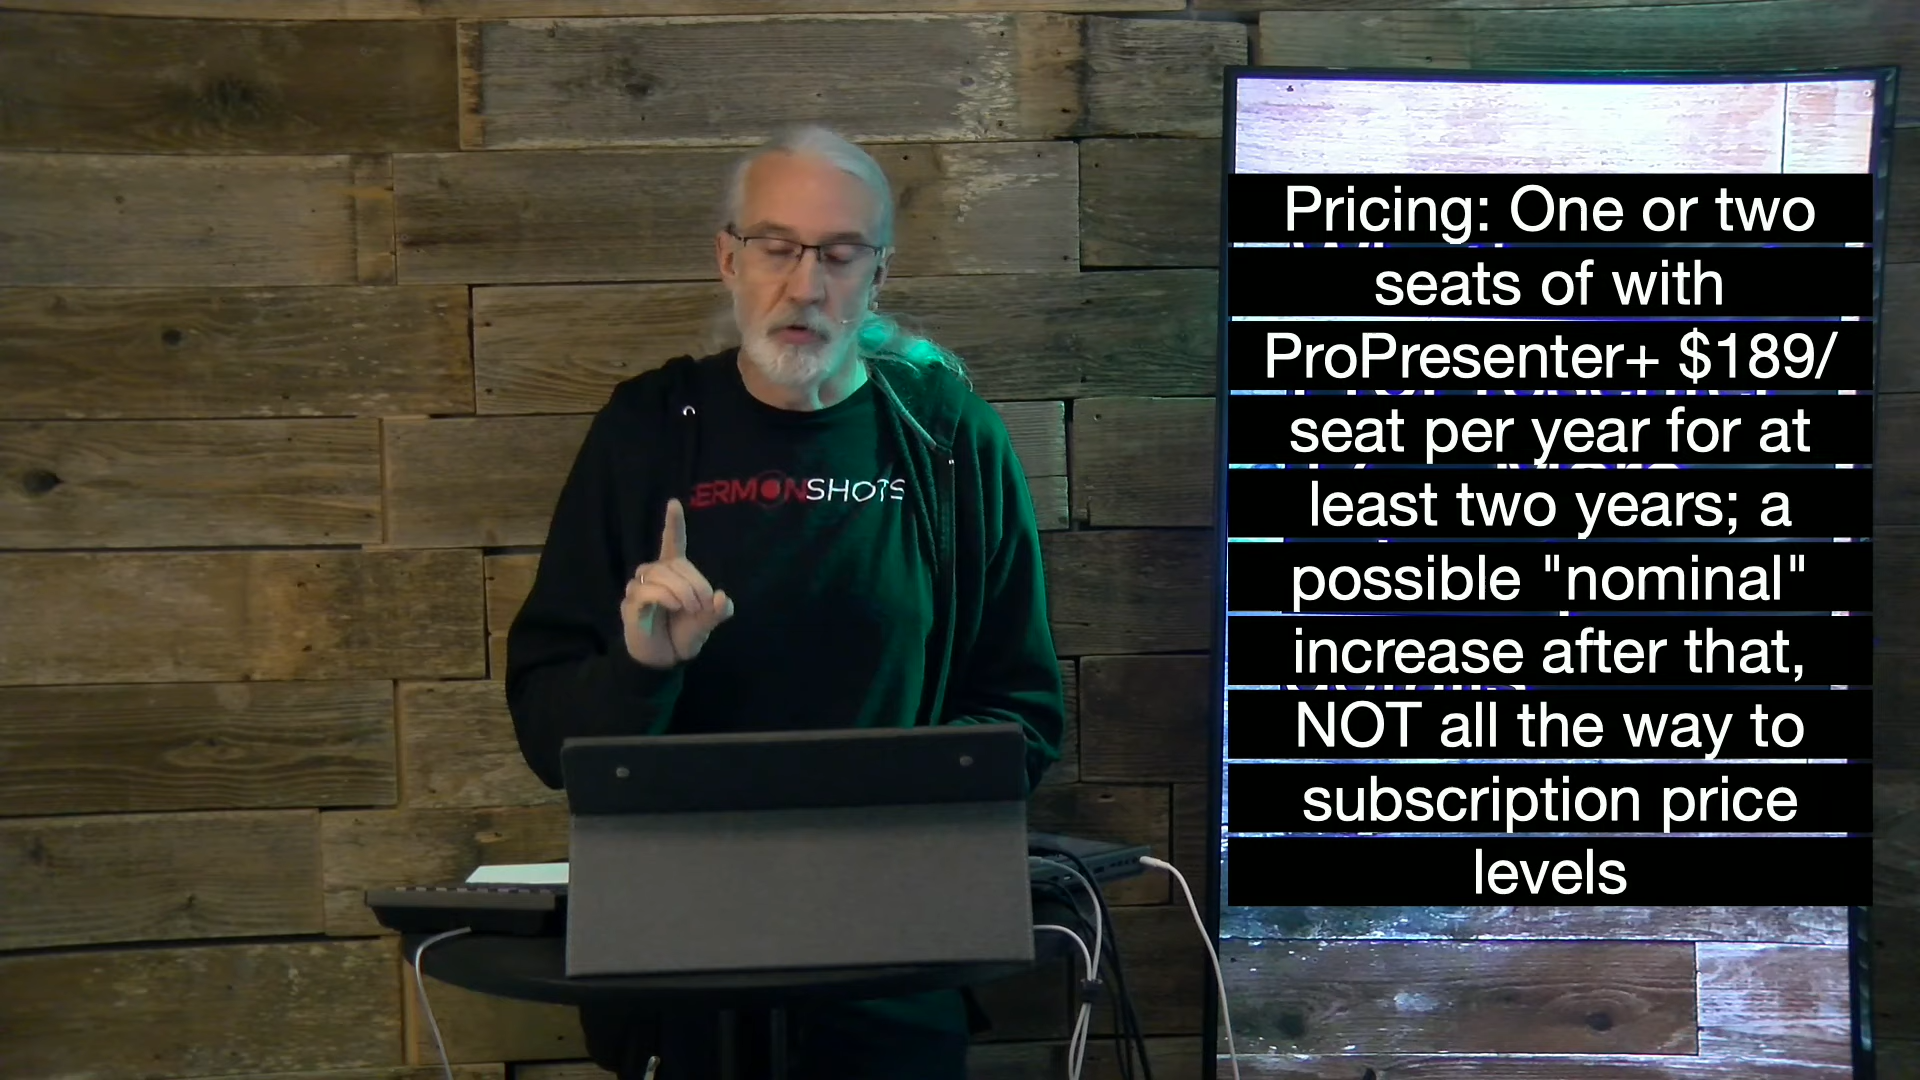 SERMONSHOTS
Pricing: One or two
seats of with
ProPresenter+ $189/
seat per year for at
least two years; a
possible "nominal"
increase after that,
NOT all the way to
subscription price
levels